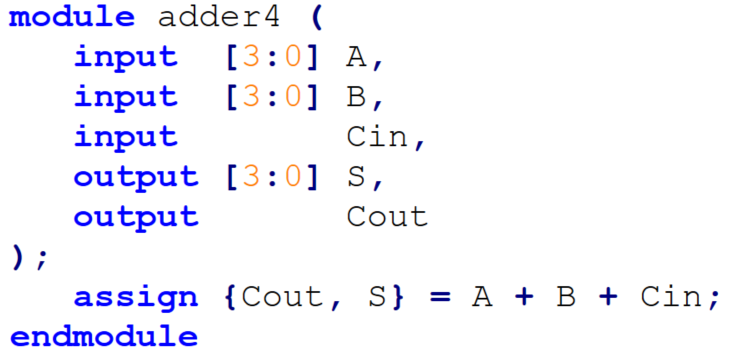 module adder4 (
input [3:0] A,
input [3:0] B,
input Cin,
output [3:0] S,
output Cout
);
assign {Cout, S} = A + B + Cin;
endmodule